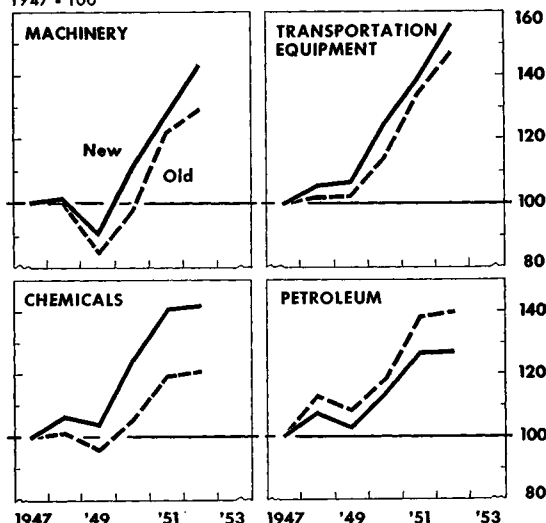 1947 = 100
MACHINERY
New
Old
TRANSPORTATION
EQUIPMENT
160
140
120
100
80
CHEMICALS
PETROLEUM
140
120
100
80
1947 '49 '51 '53
1947 '49 '51 '53